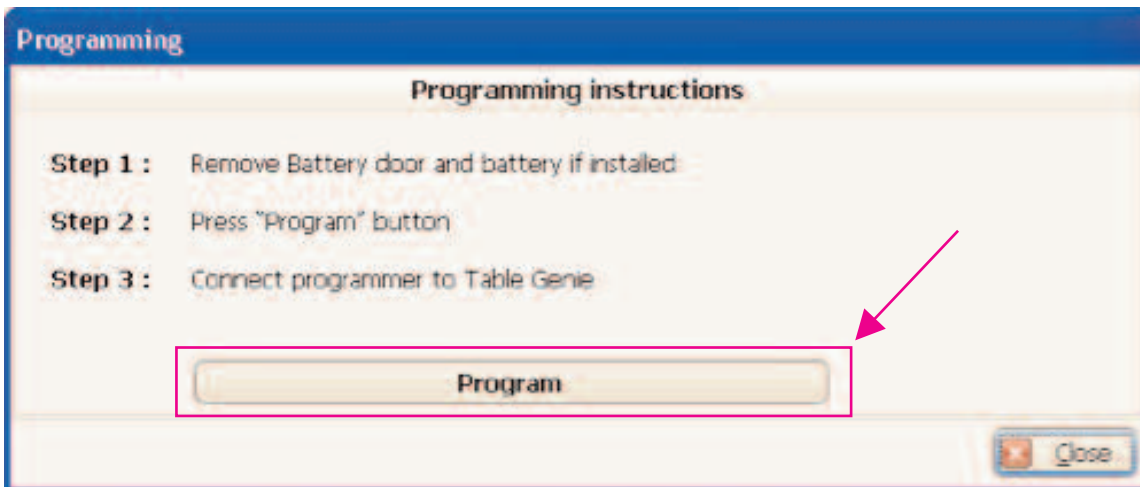 Programming
Programming instructions
Step 1 : Remove Battery door and battery if installed
Step 2 : Press "Program" button
Step 3 : Connect programmer to Table Genie
Program
Close